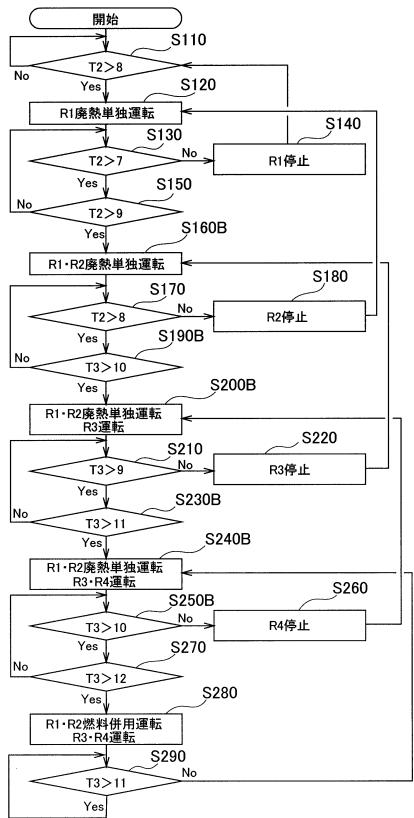 開始
S110
T2>8
No
Yes
S120
R1廃熱単独運転
S130
T2>7
No
S140
R1停止
Yes
S150
T2>9
No
Yes
S160B
R1・R2廃熱単独運転
S170
T2>8
No
S180
R2停止
Yes
S190B
T3>10
No
Yes
S200B
R1・R2廃熱単独運転
R3運転
S210
T3>9
No
S220
R3停止
Yes
S230B
T3>11
No
Yes
S240B
R1・R2廃熱単独運転
R3・R4運転
S250B
T3>10
No
S260
R4停止
Yes
S270
T3>12
No
Yes
S280
R1・R2燃料併用運転
R3・R4運転
S290
T3>11
No
Yes